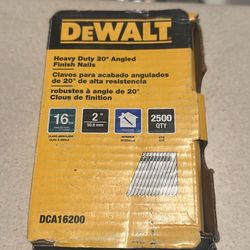 DEWALT
Heavy Duty 20° Angled
Finish Nails
Clavos para acabado angulados
de 20° de alta resistencia
robustes à angle de 20°
Clous de finition
16
2"
50.8 mm
2500
QTY
DCA16200